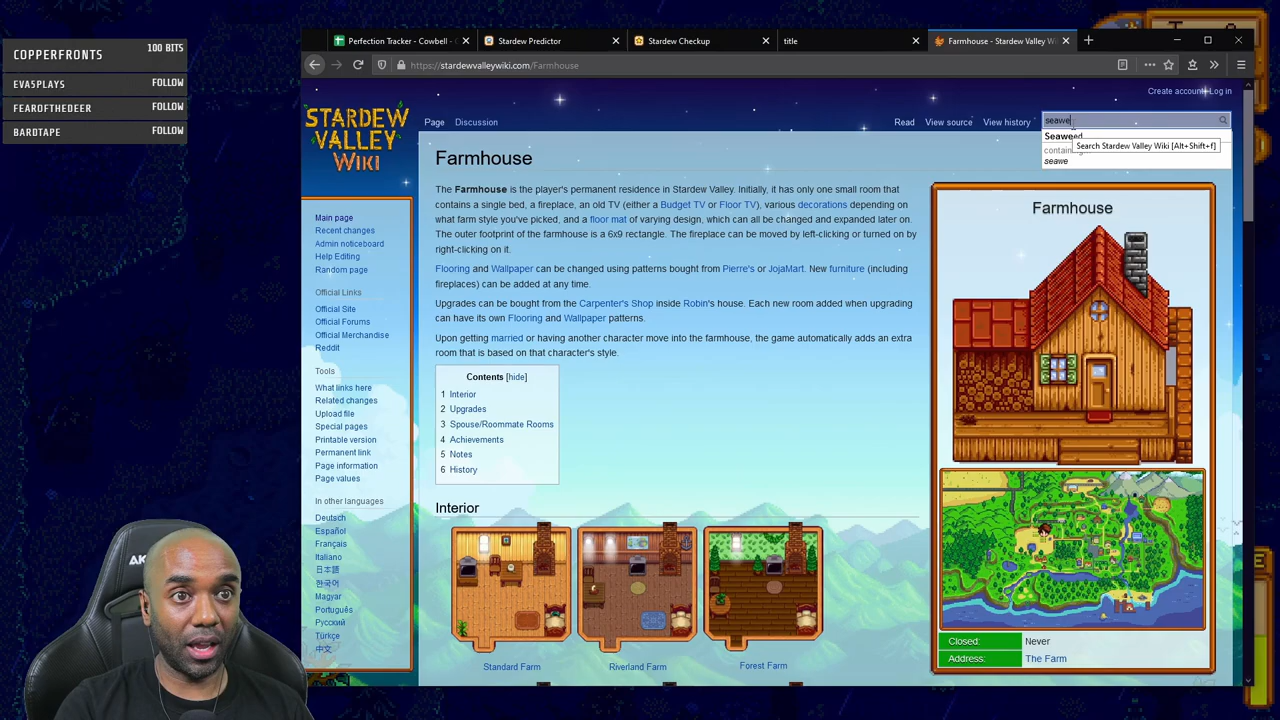 COPPERFRONTS 100 BITS
EVA5PLAYS FOLLOW
FEAROFTHEDEER FOLLOW
BARDTAPE FOLLOW
Perfection Tracker - Cowbell - C
Stardew Predictor
Stardew Checkup
title
Farmhouse - Stardew Valley Wi
https://stardewvalleywiki.com/Farmhouse
Create account Log in
STARDEW
VALLEY
WIKI
Page Discussion
Read View source View history
seawe
Seaweed
containing
seawe
Search Stardew Valley Wiki [Alt+Shift+f]
Main page
Recent changes
Admin noticeboard
Help Editing
Random page
Official Links
Official Site
Official Forums
Official Merchandise
Reddit
Tools
What links here
Related changes
Upload file
Special pages
Printable version
Permanent link
Page information
Page values
In other languages
Deutsch
Español
Français
Italiano
日本語
한국어
Magyar
Português
Русский
Türkçe
中文
Farmhouse
The Farmhouse is the player's permanent residence in Stardew Valley. Initially, it has only one small room that
contains a single bed, a fireplace, an old TV (either a Budget TV or Floor TV), various decorations depending on
what farm style you've picked, and a floor mat of varying design, which can all be changed and expanded later on.
The outer footprint of the farmhouse is a 6x9 rectangle. The fireplace can be moved by left-clicking or turned on by
right-clicking on it.
Flooring and Wallpaper can be changed using patterns bought from Pierre's or JojaMart. New furniture (including
fireplaces) can be added at any time.
Upgrades can be bought from the Carpenter's Shop inside Robin's house. Each new room added when upgrading
can have its own Flooring and Wallpaper patterns.
Upon getting married or having another character move into the farmhouse, the game automatically adds an extra
room that is based on that character's style.
Contents [hide]
1 Interior
2 Upgrades
3 Spouse/Roommate Rooms
4 Achievements
5 Notes
6 History
Interior
Standard Farm
Riverland Farm
Forest Farm
Farmhouse
Closed: Never
Address: The Farm
AK